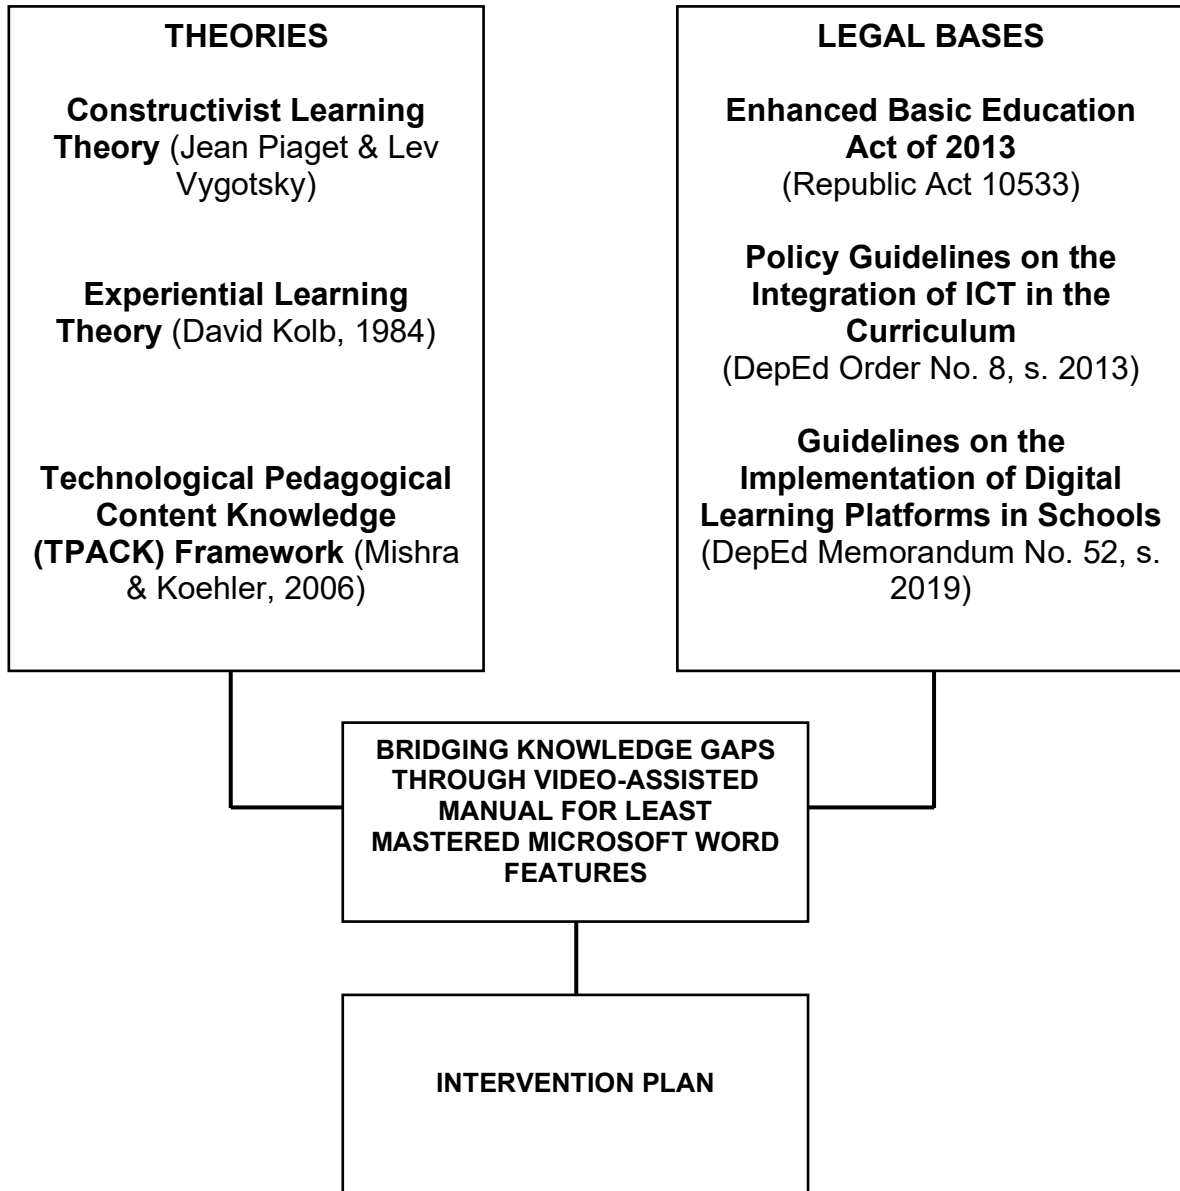 THEORIES
Constructivist Learning
Theory (Jean Piaget & Lev
Vygotsky)
Experiential Learning
Theory (David Kolb, 1984)
Technological Pedagogical
Content Knowledge
(TPACK) Framework (Mishra
& Koehler, 2006)
LEGAL BASES
Enhanced Basic Education
Act of 2013
(Republic Act 10533)
Policy Guidelines on the
Integration of ICT in the
Curriculum
(DepEd Order No. 8, s. 2013)
Guidelines on the
Implementation of Digital
Learning Platforms in Schools
(DepEd Memorandum No. 52, s.
2019)
BRIDGING KNOWLEDGE GAPS
THROUGH VIDEO-ASSISTED
MANUAL FOR LEAST
MASTERED MICROSOFT WORD
FEATURES
INTERVENTION PLAN